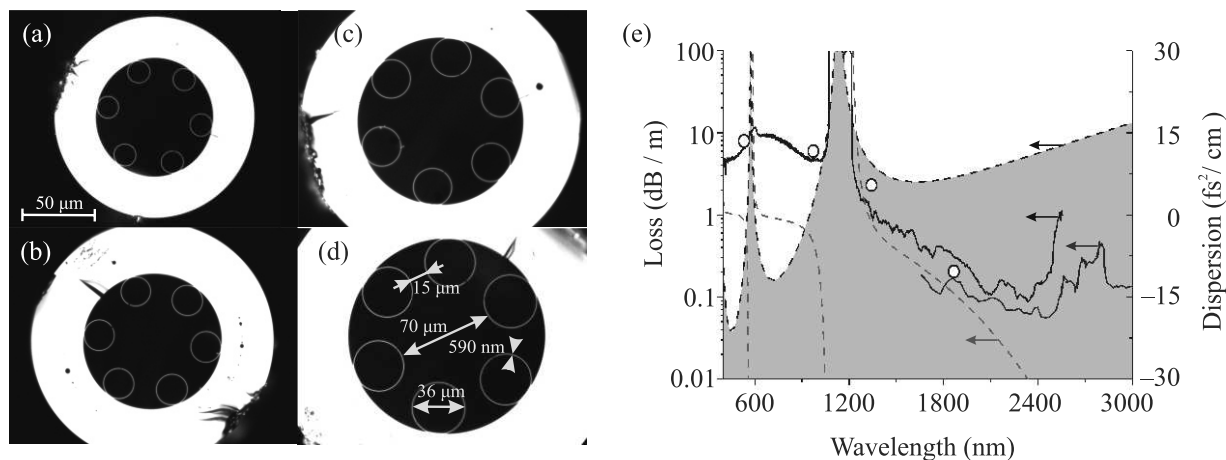 (a)
50 μm
(b)
(c)
(d)
15 μm
70 μm
590 nm
36 μm
(e)
Loss (dB / m)
100
10
1
0.1
0.01
600
1200
1800
2400
3000
Wavelength (nm)
30
15
0
−15
−30
Dispersion (fs²/ cm)